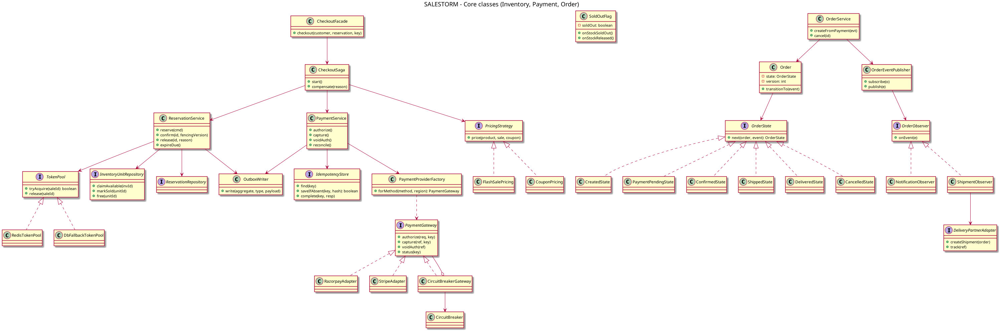 SALESTORM - Core classes (Inventory, Payment, Order)
C CheckoutFacade
checkout(customer, reservation, key)
C SoldOutFlag
soldOut: boolean
onStockSoldOut()
onStockReleased()
C OrderService
createFromPayment(evt)
cancel(id)
C CheckoutSaga
start()
compensate(reason)
C Order
state: OrderState
version: int
transitionTo(event)
C OrderEventPublisher
subscribe(o)
publish(e)
C ReservationService
reserve(cmd)
confirm(id, fencingVersion)
release(id, reason)
expireDue()
C PaymentService
authorize()
capture()
voidAuth()
reconcile()
I PricingStrategy
price(product, sale, coupon)
I OrderState
next(order, event): OrderState
I OrderObserver
onEvent(e)
I TokenPool
tryAcquire(saleId): boolean
release(saleId)
I InventoryUnitRepository
claimAvailable(invId)
markSold(unitId)
free(unitId)
I ReservationRepository
C OutboxWriter
write(aggregate, type, payload)
I IdempotencyStore
find(key)
saveIfAbsent(key, hash): boolean
complete(key, resp)
C PaymentProviderFactory
forMethod(method, region): PaymentGateway
C FlashSalePricing
C CouponPricing
C CreatedState
C PaymentPendingState
C ConfirmedState
C ShippedState
C DeliveredState
C CancelledState
C NotificationObserver
C ShipmentObserver
C RedisTokenPool
C DbFallbackTokenPool
I PaymentGateway
authorize(req, key)
capture(ref, key)
voidAuth(ref)
status(key)
I DeliveryPartnerAdapter
createShipment(order)
track(ref)
C RazorpayAdapter
C StripeAdapter
C CircuitBreakerGateway
C CircuitBreaker